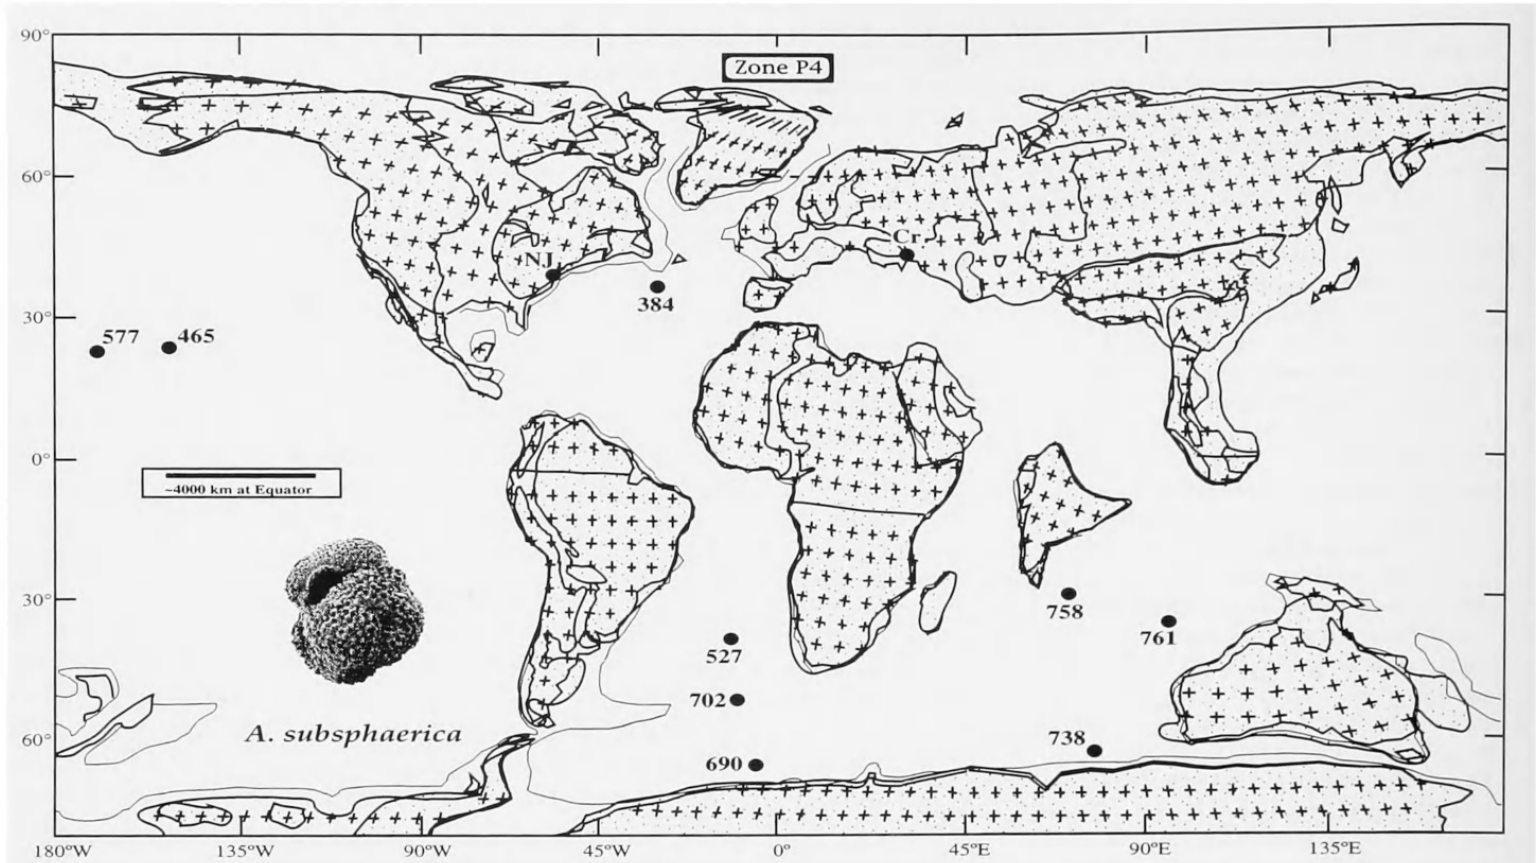 90°
Zone P4
60°
Cr.
NJ
384
30°
577
465
0°
~4000 km at Equator
30°
758
761
527
702
A. subsphaerica
60°
738
690
180°W
135°W
90°W
45°W
0°
45°E
90°E
135°E